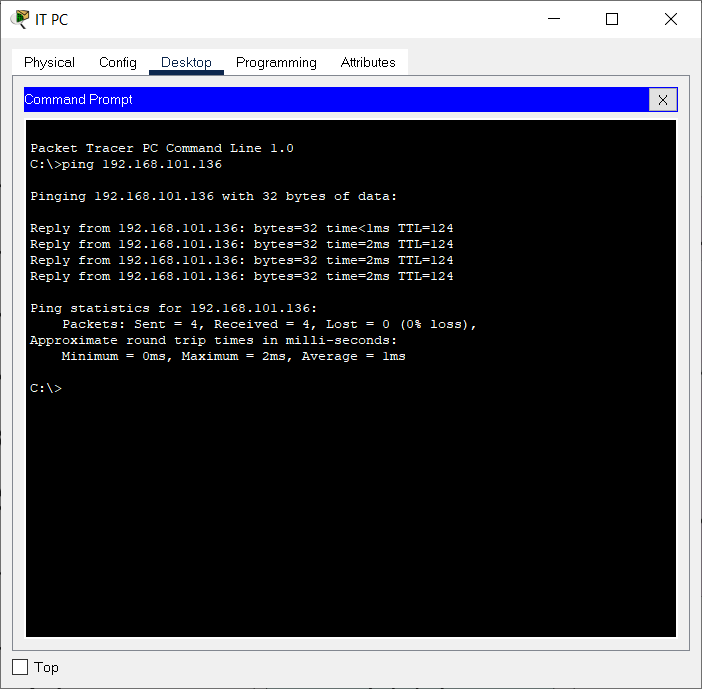 IT PC
Physical Config Desktop Programming Attributes
Command Prompt X
Packet Tracer PC Command Line 1.0
C:\>ping 192.168.101.136
Pinging 192.168.101.136 with 32 bytes of data:
Reply from 192.168.101.136: bytes=32 time<1ms TTL=124
Reply from 192.168.101.136: bytes=32 time=2ms TTL=124
Reply from 192.168.101.136: bytes=32 time=2ms TTL=124
Reply from 192.168.101.136: bytes=32 time=2ms TTL=124
Ping statistics for 192.168.101.136:
    Packets: Sent = 4, Received = 4, Lost = 0 (0% loss),
Approximate round trip times in milli-seconds:
    Minimum = 0ms, Maximum = 2ms, Average = 1ms
C:\>
Top